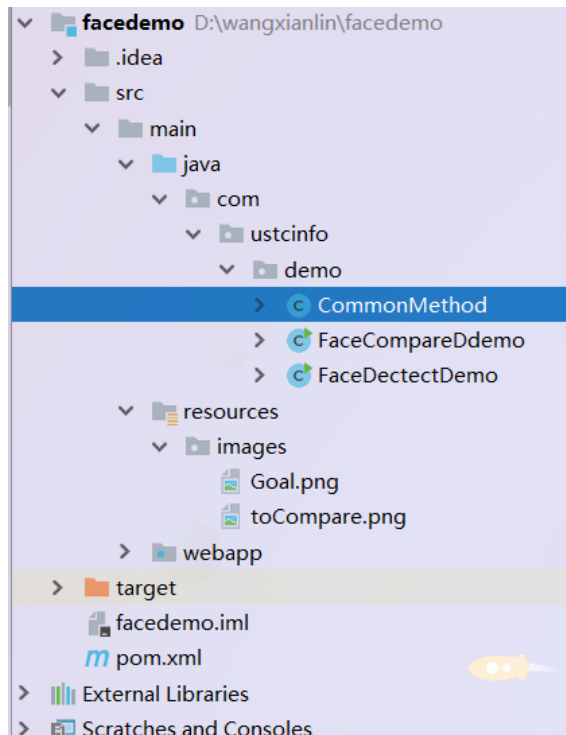 facedemo D:\wangxianlin\facedemo
.idea
src
main
java
com
ustcinfo
demo
CommonMethod
FaceCompareDdemo
FaceDectectDemo
resources
images
Goal.png
toCompare.png
webapp
target
facedemo.iml
pom.xml
External Libraries
Scratches and Consoles